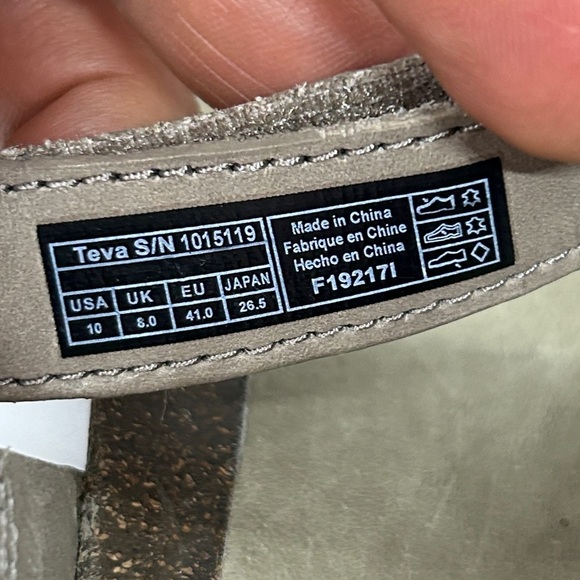 Teva S/N 1015119
USA UK EU JAPAN
10 8.0 41.0 26.5
Made in China
Fabrique en Chine
Hecho en China
F19217I